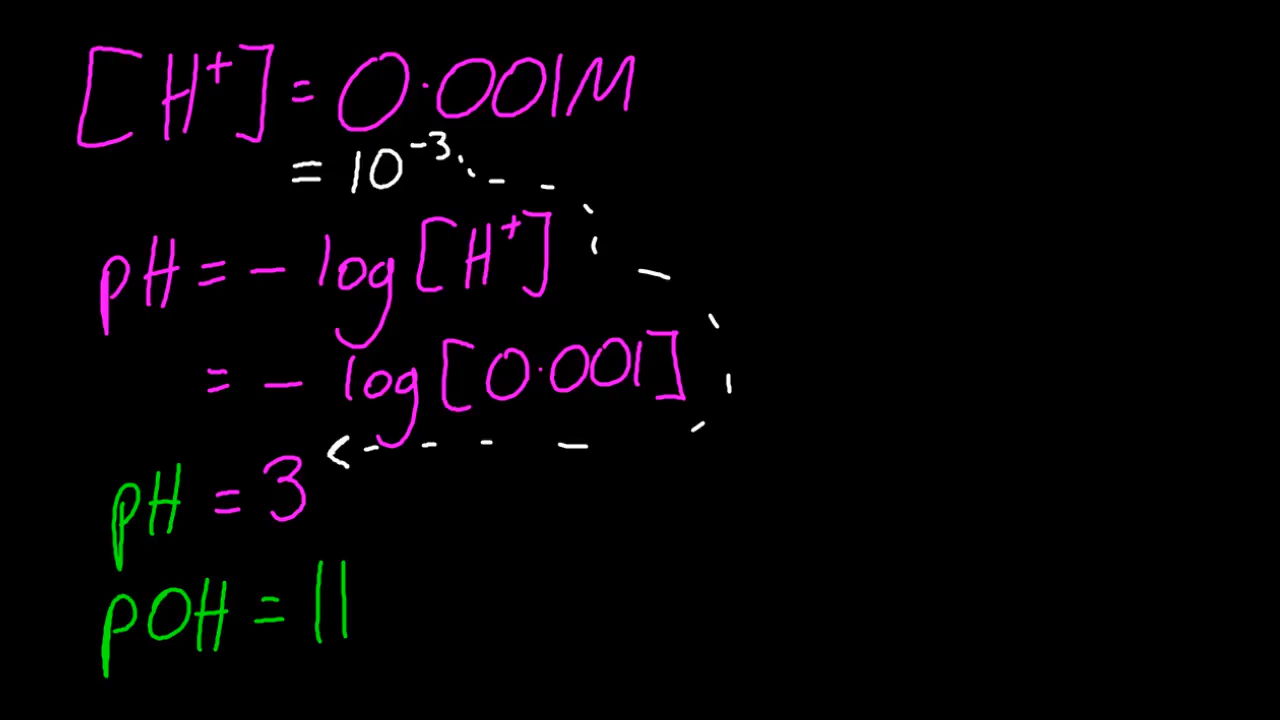 [H⁺] = 0.001M
= 10⁻³
pH = - log [H⁺]
= - log [0.001]
pH = 3
pOH = 11